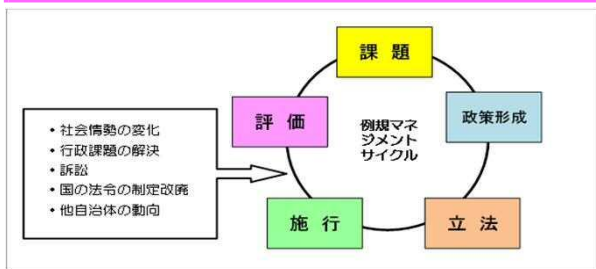 課 題
評 価
政策形成
例規マネ
ジメント
サイクル
・社会情勢の変化
・行政課題の解決
・訴訟
・国の法令の制定改廃
・他自治体の動向
施 行
立 法